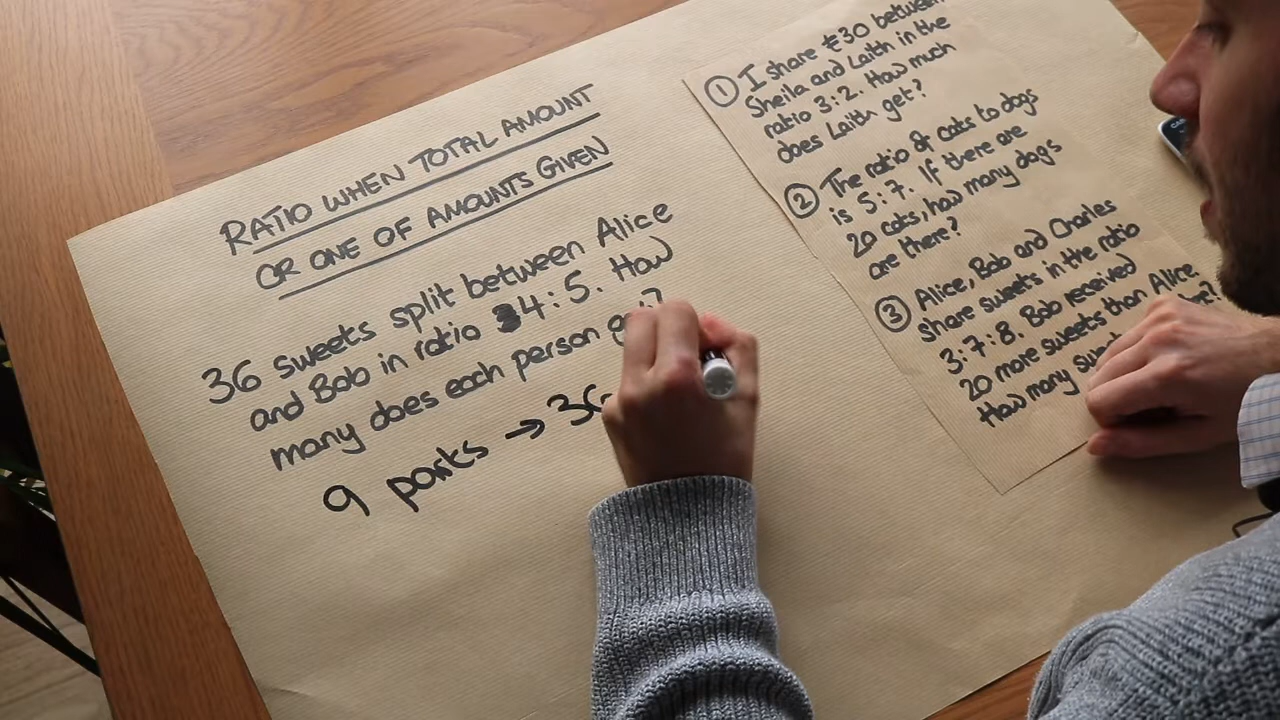 RATIO WHEN TOTAL AMOUNT
OR ONE OF AMOUNTS GIVEN
36 sweets split between Alice
and Bob in ratio 4:5. How
many does each person get?
9 parts → 36
① I share £30 between
Sheila and Laith in the
ratio 3:2. How much
does Laith get?
② The ratio of cats to dogs
is 5:7. If there are
20 cats, how many dogs
are there?
③ Alice, Bob and Charles
share sweets in the ratio
3:7:8. Bob received
20 more sweets than Alice.
How many